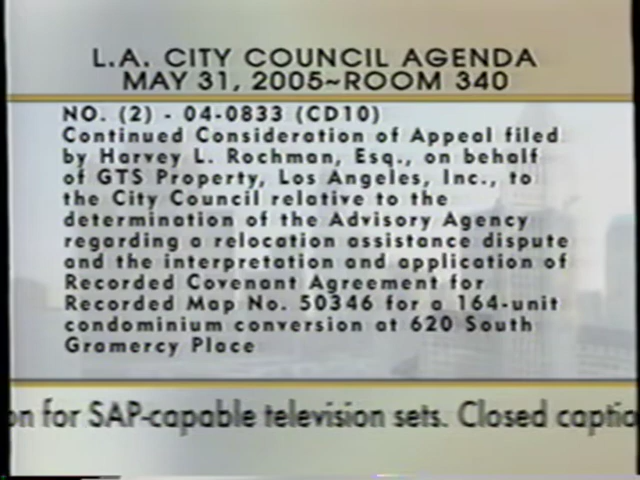 L.A. CITY COUNCIL AGENDA
MAY 31, 2005~ROOM 340
NO. (2) - 04-0833 (CD10)
Continued Consideration of Appeal filed
by Harvey L. Rochman, Esq., on behalf
of GTS Property, Los Angeles, Inc., to
the City Council relative to the
determination of the Advisory Agency
regarding a relocation assistance dispute
and the interpretation and application of
Recorded Covenant Agreement for
Recorded Map No. 50346 for a 164-unit
condominium conversion at 620 South
Gramercy Place
on for SAP-capable television sets. Closed captio